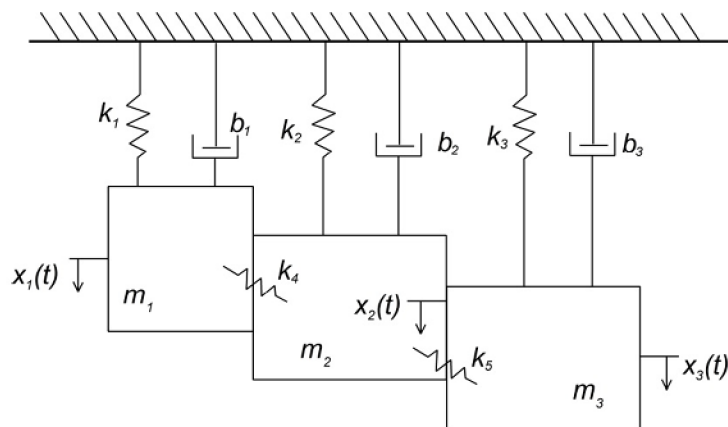 k₁
b₁
k₂
b₂
k₃
b₃
x₁(t)
m₁
k₄
x₂(t)
m₂
k₅
x₃(t)
m₃